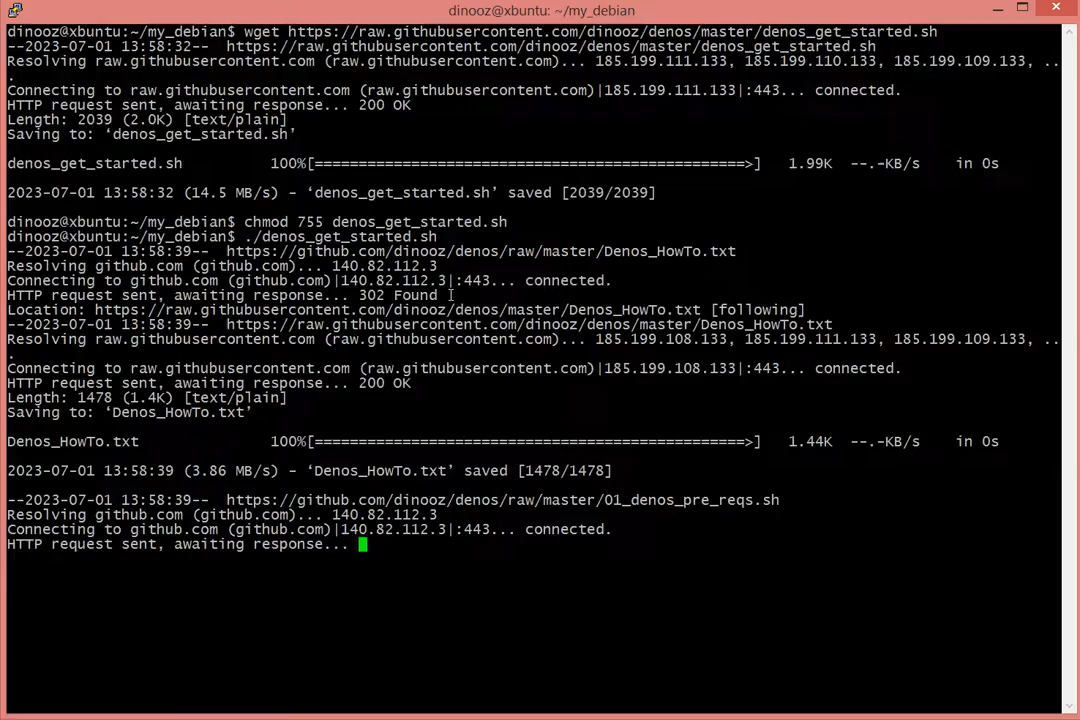 dinooz@xbuntu: ~/my_debian
dinooz@xbuntu:~/my_debian$ wget https://raw.githubusercontent.com/dinooz/denos/master/denos_get_started.sh
--2023-07-01 13:58:32--  https://raw.githubusercontent.com/dinooz/denos/master/denos_get_started.sh
Resolving raw.githubusercontent.com (raw.githubusercontent.com)... 185.199.111.133, 185.199.110.133, 185.199.109.133, ..
.
Connecting to raw.githubusercontent.com (raw.githubusercontent.com)|185.199.111.133|:443... connected.
HTTP request sent, awaiting response... 200 OK
Length: 2039 (2.0K) [text/plain]
Saving to: ‘denos_get_started.sh’
denos_get_started.sh          100%[=================================================>]   1.99K  --.-KB/s    in 0s
2023-07-01 13:58:32 (14.5 MB/s) - ‘denos_get_started.sh’ saved [2039/2039]
dinooz@xbuntu:~/my_debian$ chmod 755 denos_get_started.sh
dinooz@xbuntu:~/my_debian$ ./denos_get_started.sh
--2023-07-01 13:58:39--  https://github.com/dinooz/denos/raw/master/Denos_HowTo.txt
Resolving github.com (github.com)... 140.82.112.3
Connecting to github.com (github.com)|140.82.112.3|:443... connected.
HTTP request sent, awaiting response... 302 Found
Location: https://raw.githubusercontent.com/dinooz/denos/master/Denos_HowTo.txt [following]
--2023-07-01 13:58:39--  https://raw.githubusercontent.com/dinooz/denos/master/Denos_HowTo.txt
Resolving raw.githubusercontent.com (raw.githubusercontent.com)... 185.199.108.133, 185.199.111.133, 185.199.109.133, ..
.
Connecting to raw.githubusercontent.com (raw.githubusercontent.com)|185.199.108.133|:443... connected.
HTTP request sent, awaiting response... 200 OK
Length: 1478 (1.4K) [text/plain]
Saving to: ‘Denos_HowTo.txt’
Denos_HowTo.txt               100%[=================================================>]   1.44K  --.-KB/s    in 0s
2023-07-01 13:58:39 (3.86 MB/s) - ‘Denos_HowTo.txt’ saved [1478/1478]
--2023-07-01 13:58:39--  https://github.com/dinooz/denos/raw/master/01_denos_pre_reqs.sh
Resolving github.com (github.com)... 140.82.112.3
Connecting to github.com (github.com)|140.82.112.3|:443... connected.
HTTP request sent, awaiting response...